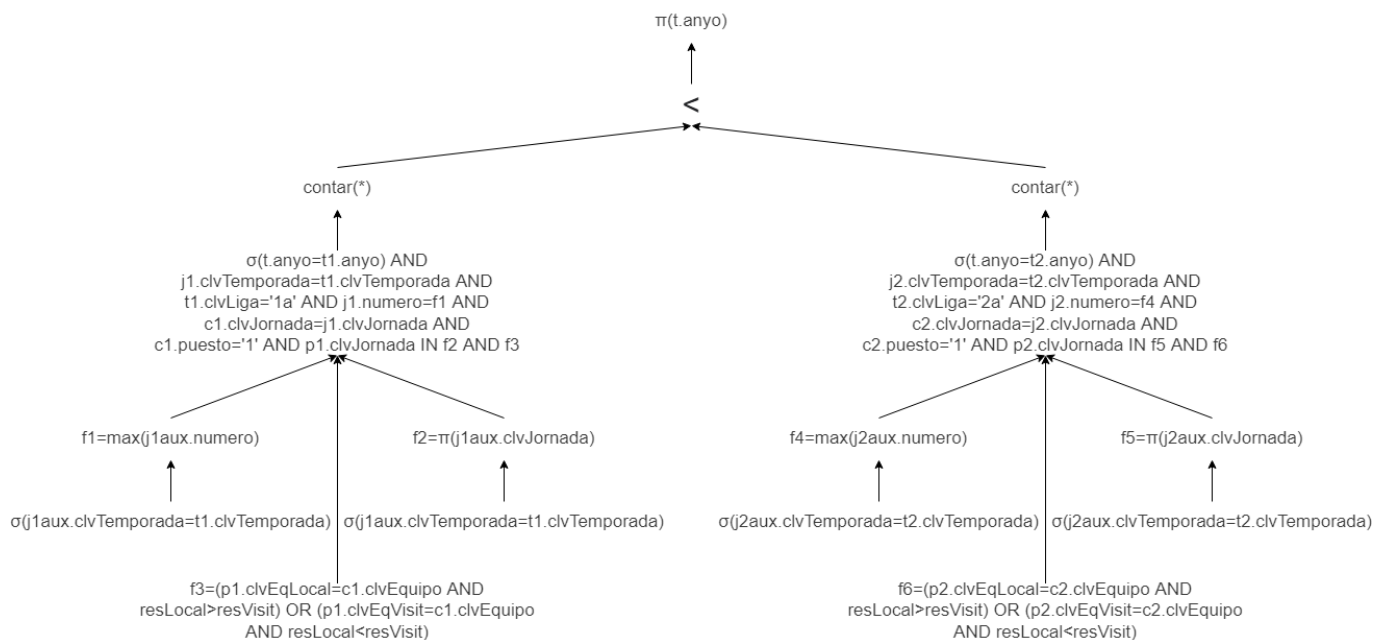 π(t.anyo)
<
contar(*)
contar(*)
σ(t.anyo=t1.anyo) AND
j1.clvTemporada=t1.clvTemporada AND
t1.clvLiga='1a' AND j1.numero=f1 AND
c1.clvJornada=j1.clvJornada AND
c1.puesto='1' AND p1.clvJornada IN f2 AND f3
σ(t.anyo=t2.anyo) AND
j2.clvTemporada=t2.clvTemporada AND
t2.clvLiga='2a' AND j2.numero=f4 AND
c2.clvJornada=j2.clvJornada AND
c2.puesto='1' AND p2.clvJornada IN f5 AND f6
f1=max(j1aux.numero)
f2=π(j1aux.clvJornada)
f4=max(j2aux.numero)
f5=π(j2aux.clvJornada)
σ(j1aux.clvTemporada=t1.clvTemporada)
σ(j1aux.clvTemporada=t1.clvTemporada)
σ(j2aux.clvTemporada=t2.clvTemporada)
σ(j2aux.clvTemporada=t2.clvTemporada)
f3=(p1.clvEqLocal=c1.clvEquipo AND
resLocal>resVisit) OR (p1.clvEqVisit=c1.clvEquipo
AND resLocal<resVisit)
f6=(p2.clvEqLocal=c2.clvEquipo AND
resLocal>resVisit) OR (p2.clvEqVisit=c2.clvEquipo
AND resLocal<resVisit)